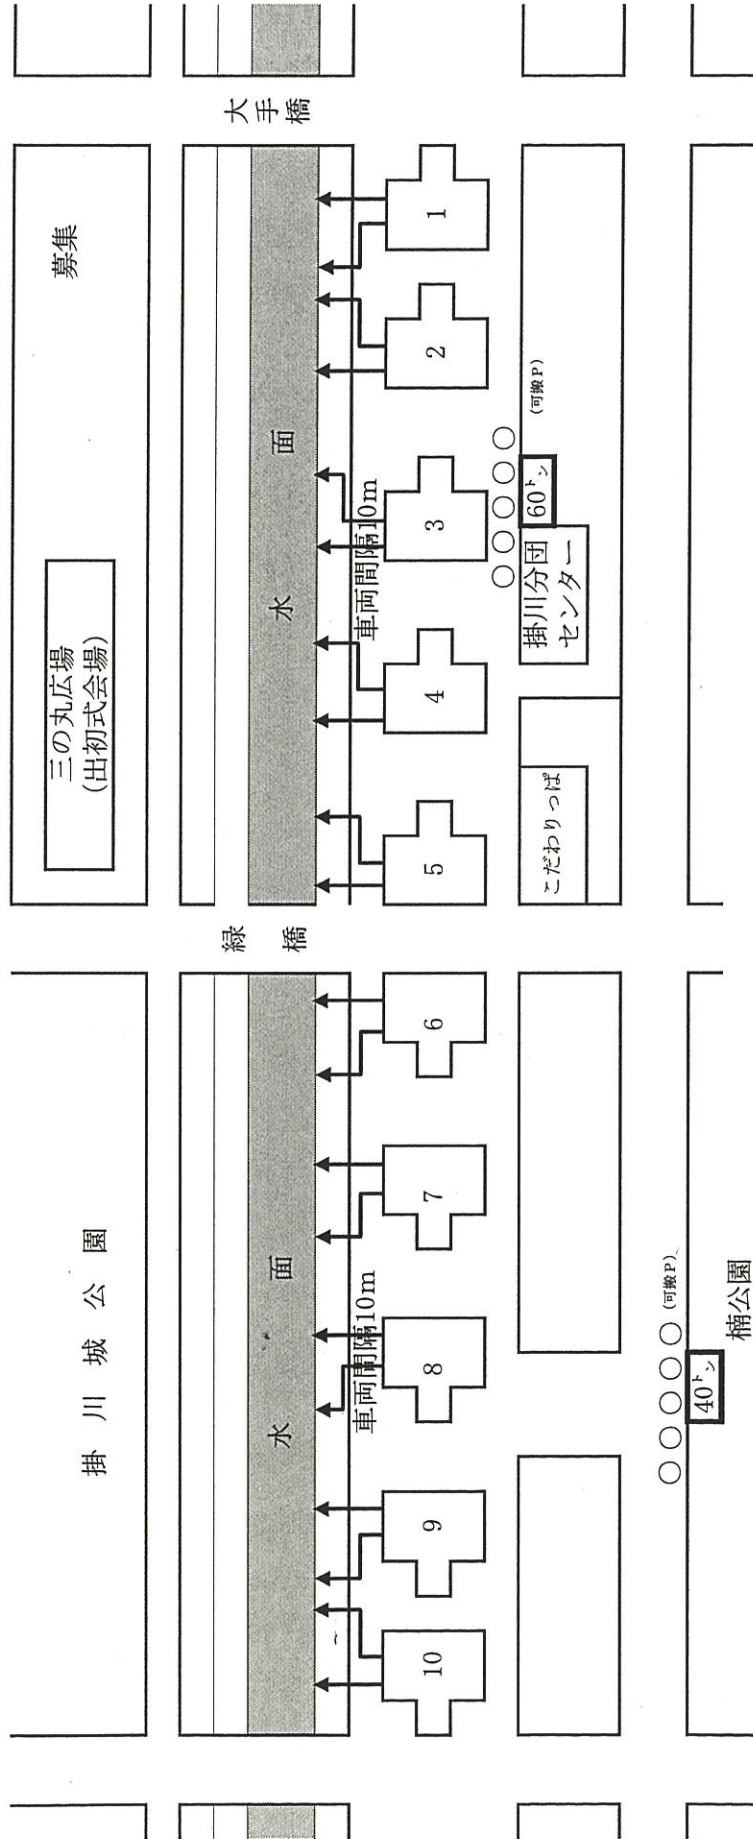 大手橋
募集
三の丸広場
(出初式会場)
水面
車両間隔10m
1
2
3
4
5
(可搬P)
60トン
掛川分団
センター
こだわりっぱ
緑橋
掛川城公園
水面
車両間隔10m
6
7
8
9
10
(可搬P)
40トン
楠公園